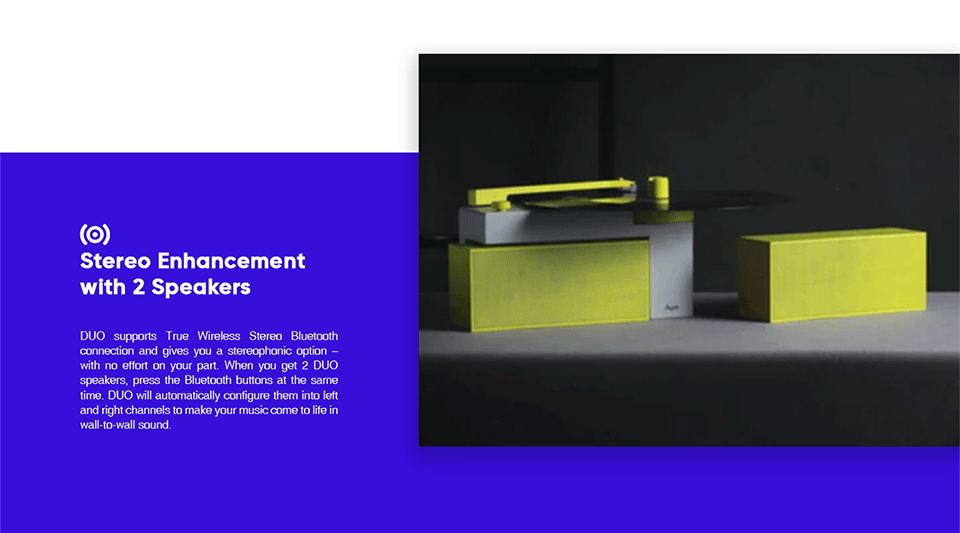 Stereo Enhancement
with 2 Speakers
DUO supports True Wireless Stereo Bluetooth
connection and gives you a stereophonic option –
with no effort on your part. When you get 2 DUO
speakers, press the Bluetooth buttons at the same
time. DUO will automatically configure them into left
and right channels to make your music come to life in
wall-to-wall sound.